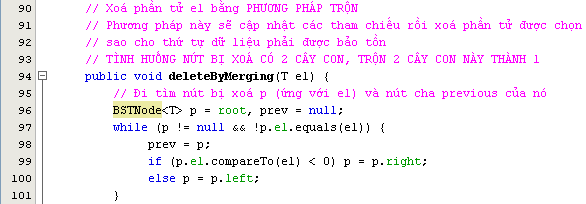 90 // Xoá phần tử el bằng PHƯƠNG PHÁP TRỘN
91 // Phương pháp này sẽ cập nhật các tham chiếu rồi xoá phần tử được chọn
92 // sao cho thứ tự dữ liệu phải được bảo tồn
93 // TÌNH HUỐNG NÚT BỊ XOÁ CÓ 2 CÂY CON, TRỘN 2 CÂY CON NÀY THÀNH 1
94 public void deleteByMerging(T el) {
95 // Đi tìm nút bị xoá p (ứng với el) và nút cha previous của nó
96 BSTNode<T> p = root, prev = null;
97 while (p != null && !p.el.equals(el)) {
98 prev = p;
99 if (p.el.compareTo(el) < 0) p = p.right;
100 else p = p.left;
101 }